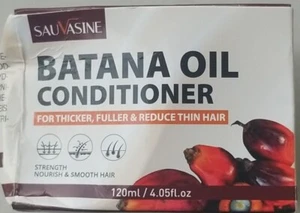 SAUVASINE
BATANA OIL
CONDITIONER
FOR THICKER, FULLER & REDUCE THIN HAIR
STRENGTH
NOURISH & SMOOTH HAIR
120ml / 4.05fl.oz